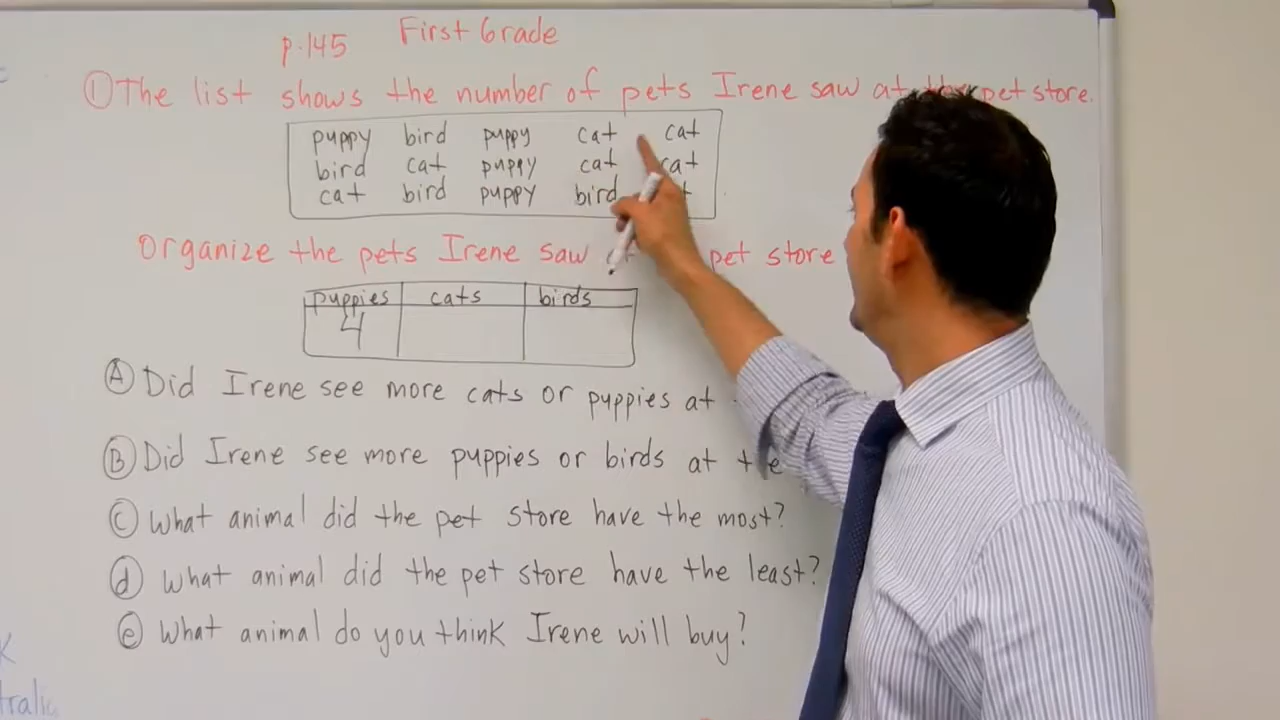 p.145 First Grade
① The list shows the number of pets Irene saw at the pet store.
puppy bird puppy cat cat
bird cat puppy cat cat
cat bird puppy bird
Organize the pets Irene saw pet store
puppies cats birds
4
Ⓐ Did Irene see more cats or puppies at
Ⓑ Did Irene see more puppies or birds at the
Ⓒ What animal did the pet store have the most?
ⓓ What animal did the pet store have the least?
ⓔ What animal do you think Irene will buy?